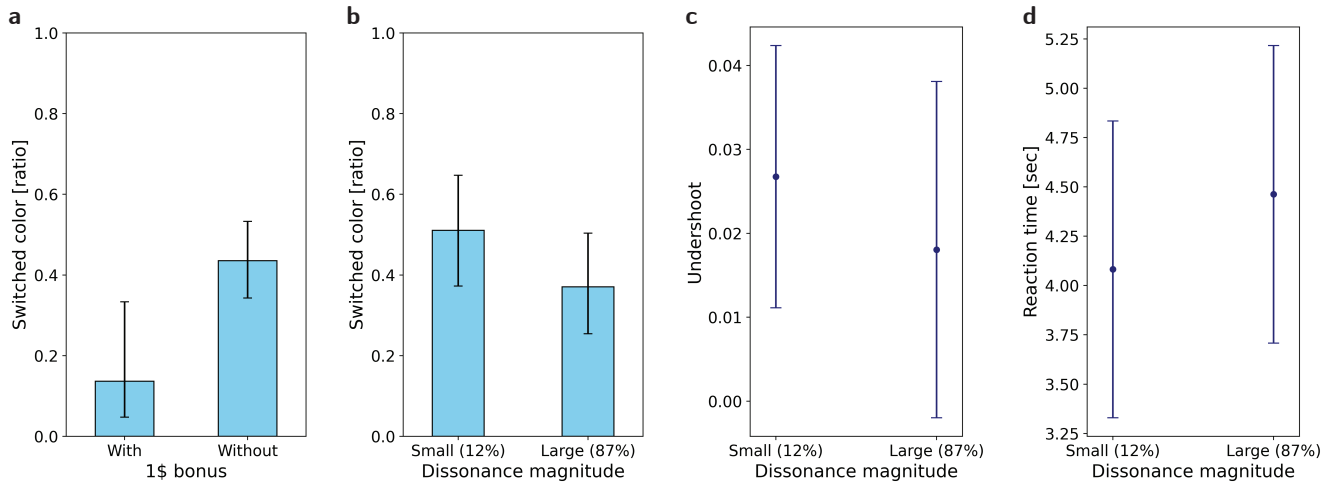 a
1.0
0.8
0.6
0.4
0.2
0.0
Switched color [ratio]
With Without
1$ bonus
b
1.0
0.8
0.6
0.4
0.2
0.0
Switched color [ratio]
Small (12%) Large (87%)
Dissonance magnitude
c
0.04
0.03
0.02
0.01
0.00
Undershoot
Small (12%) Large (87%)
Dissonance magnitude
d
5.25
5.00
4.75
4.50
4.25
4.00
3.75
3.50
3.25
Reaction time [sec]
Small (12%) Large (87%)
Dissonance magnitude